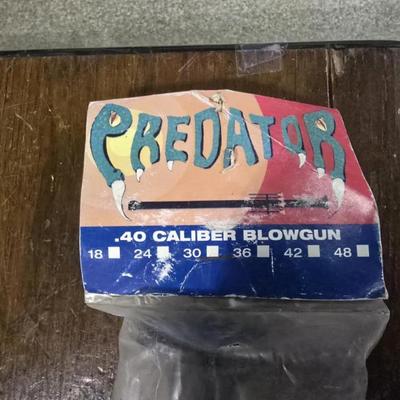 PREDATOR
.40 CALIBER BLOWGUN
18 24 30 36 42 48